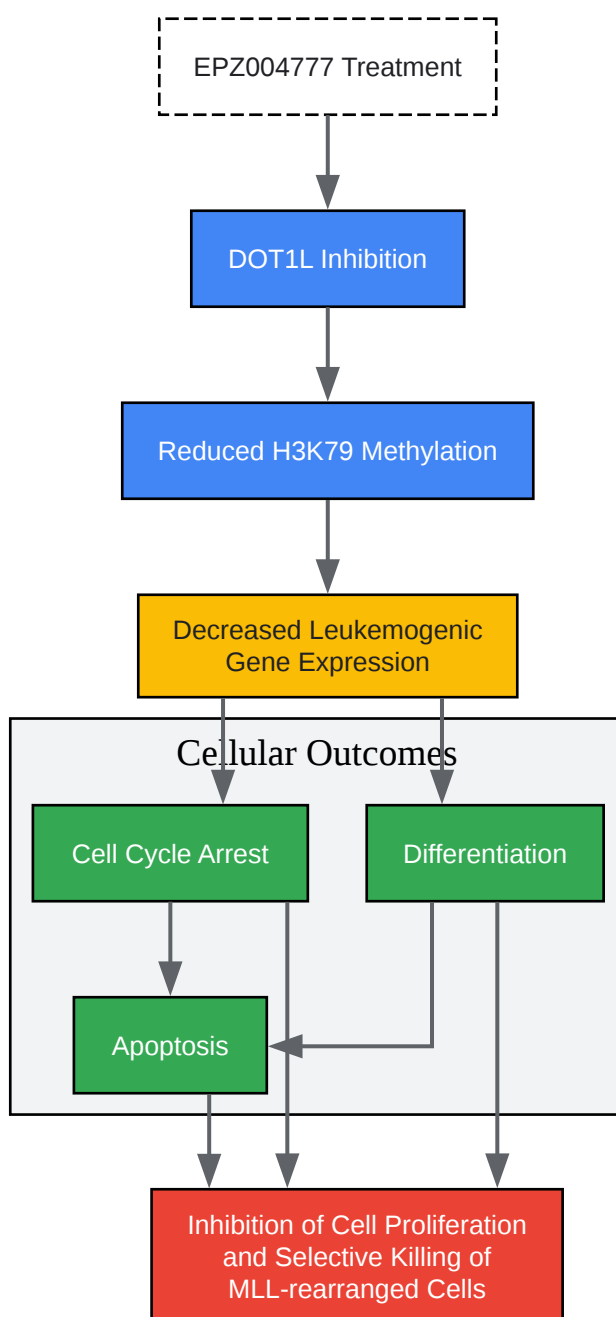 EPZ004777 Treatment
DOT1L Inhibition
Reduced H3K79 Methylation
Decreased Leukemogenic
Gene Expression
Cellular Outcomes
Cell Cycle Arrest
Differentiation
Apoptosis
Inhibition of Cell Proliferation
and Selective Killing of
MLL-rearranged Cells